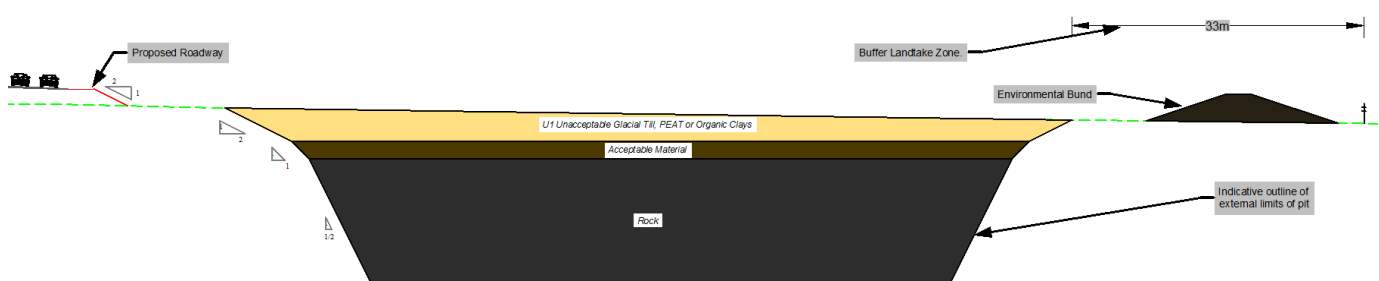 33m
Buffer Landtake Zone.
Proposed Roadway
2
1
Environmental Bund
U1 Unacceptable Glacial Till, PEAT or Organic Clays
1
2
Acceptable Material
1
Indicative outline of
external limits of pit
Rock
1/2